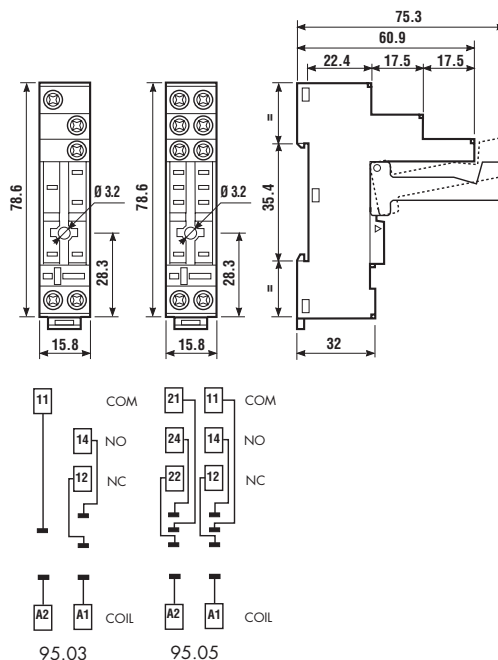 75.3
60.9
22.4 17.5 17.5
=
78.6 Ø 3.2 78.6 Ø 3.2 35.4
28.3 28.3
=
15.8 15.8 32
11 COM 21 11 COM
14 NO 24 14 NO
12 NC 22 12 NC
A2 A1 COIL A2 A1 COIL
95.03 95.05